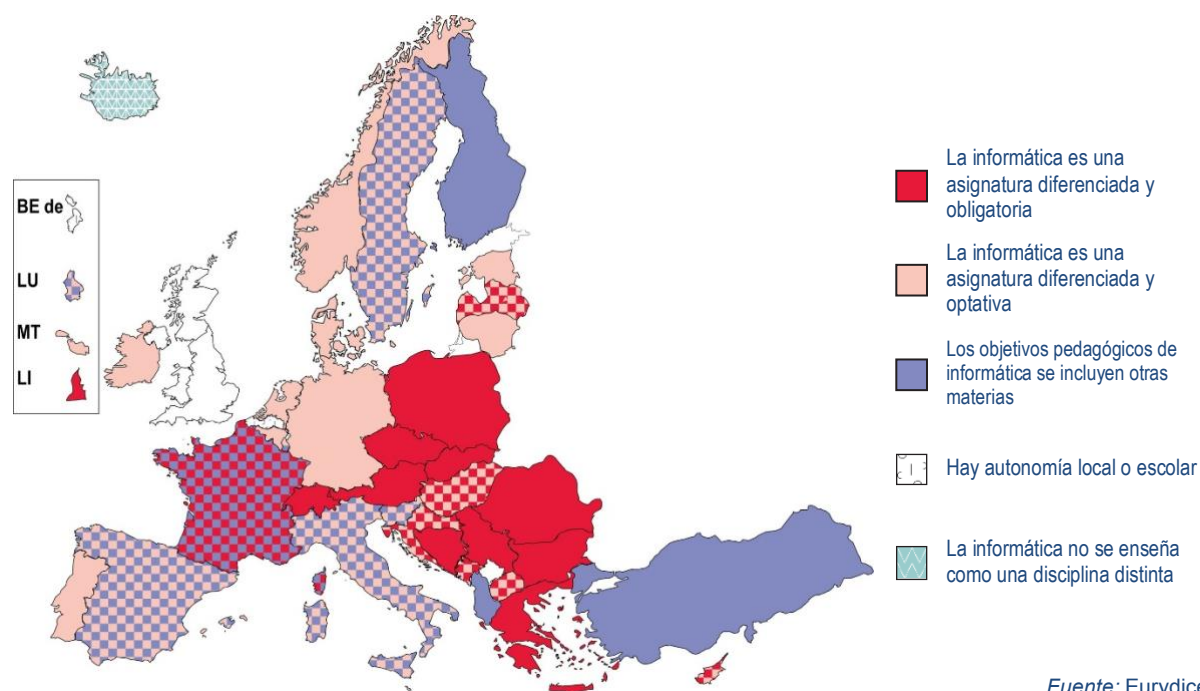 BE de
LU
MT
LI
La informática es una
asignatura diferenciada y
obligatoria
La informática es una
asignatura diferenciada y
optativa
Los objetivos pedagógicos de
informática se incluyen otras
materias
Hay autonomía local o escolar
La informática no se enseña
como una disciplina distinta
Fuente: Eurydice